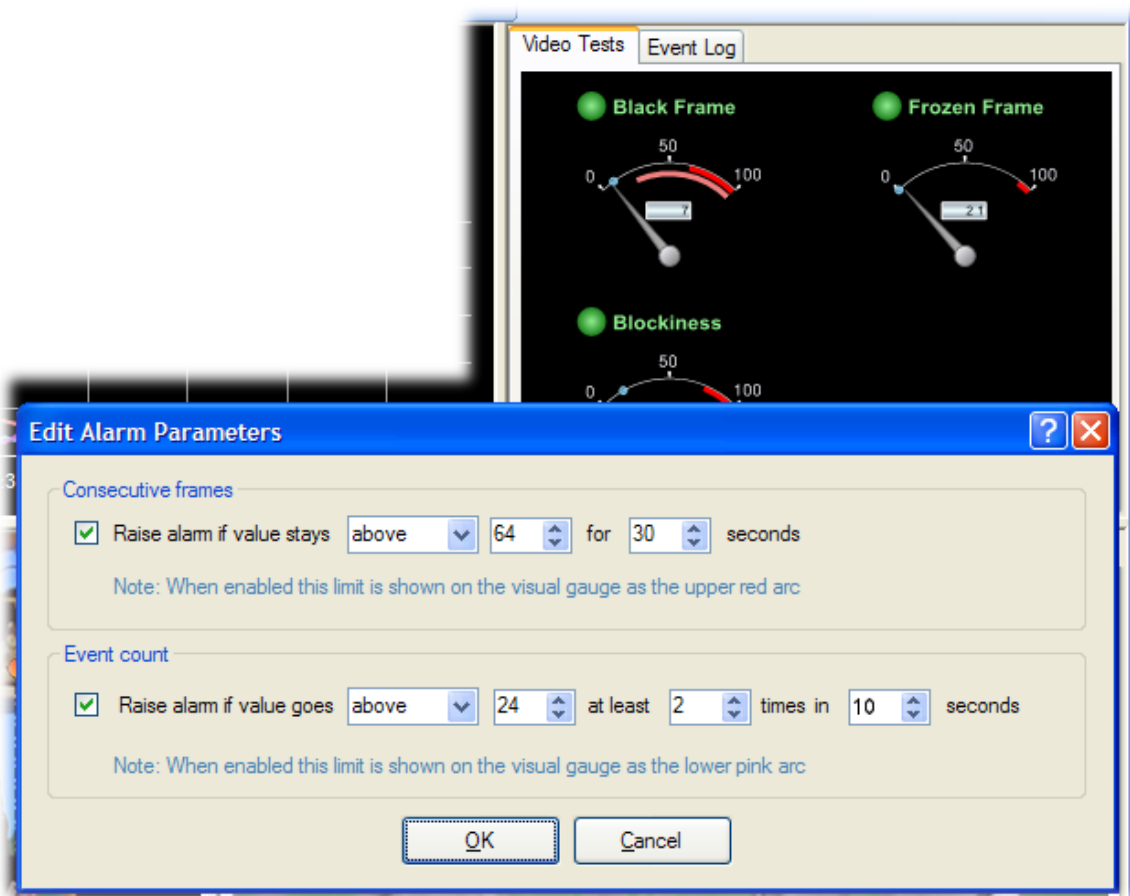 Video Tests Event Log
Black Frame Frozen Frame
50 50
0 100 0 100
7 2.1
Blockiness
50
0 100
3
Edit Alarm Parameters
Consecutive frames
Raise alarm if value stays above 64 for 30 seconds
Note: When enabled this limit is shown on the visual gauge as the upper red arc
Event count
Raise alarm if value goes above 24 at least 2 times in 10 seconds
Note: When enabled this limit is shown on the visual gauge as the lower pink arc
OK Cancel